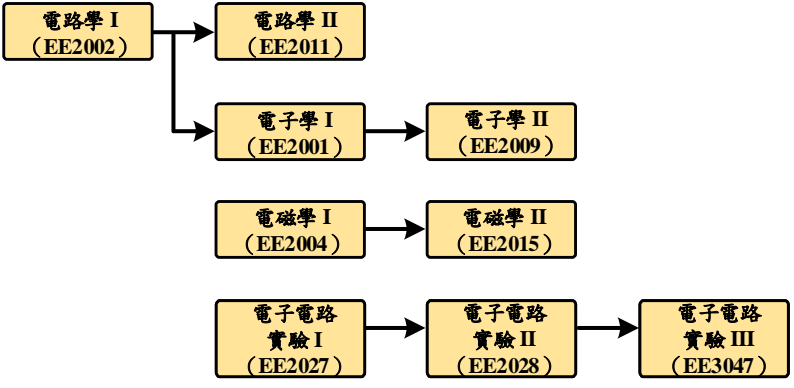 電路學 I
（EE2002）
電路學 II
（EE2011）
電子學 I
（EE2001）
電子學 II
（EE2009）
電磁學 I
（EE2004）
電磁學 II
（EE2015）
電子電路
實驗 I
（EE2027）
電子電路
實驗 II
（EE2028）
電子電路
實驗 III
（EE3047）